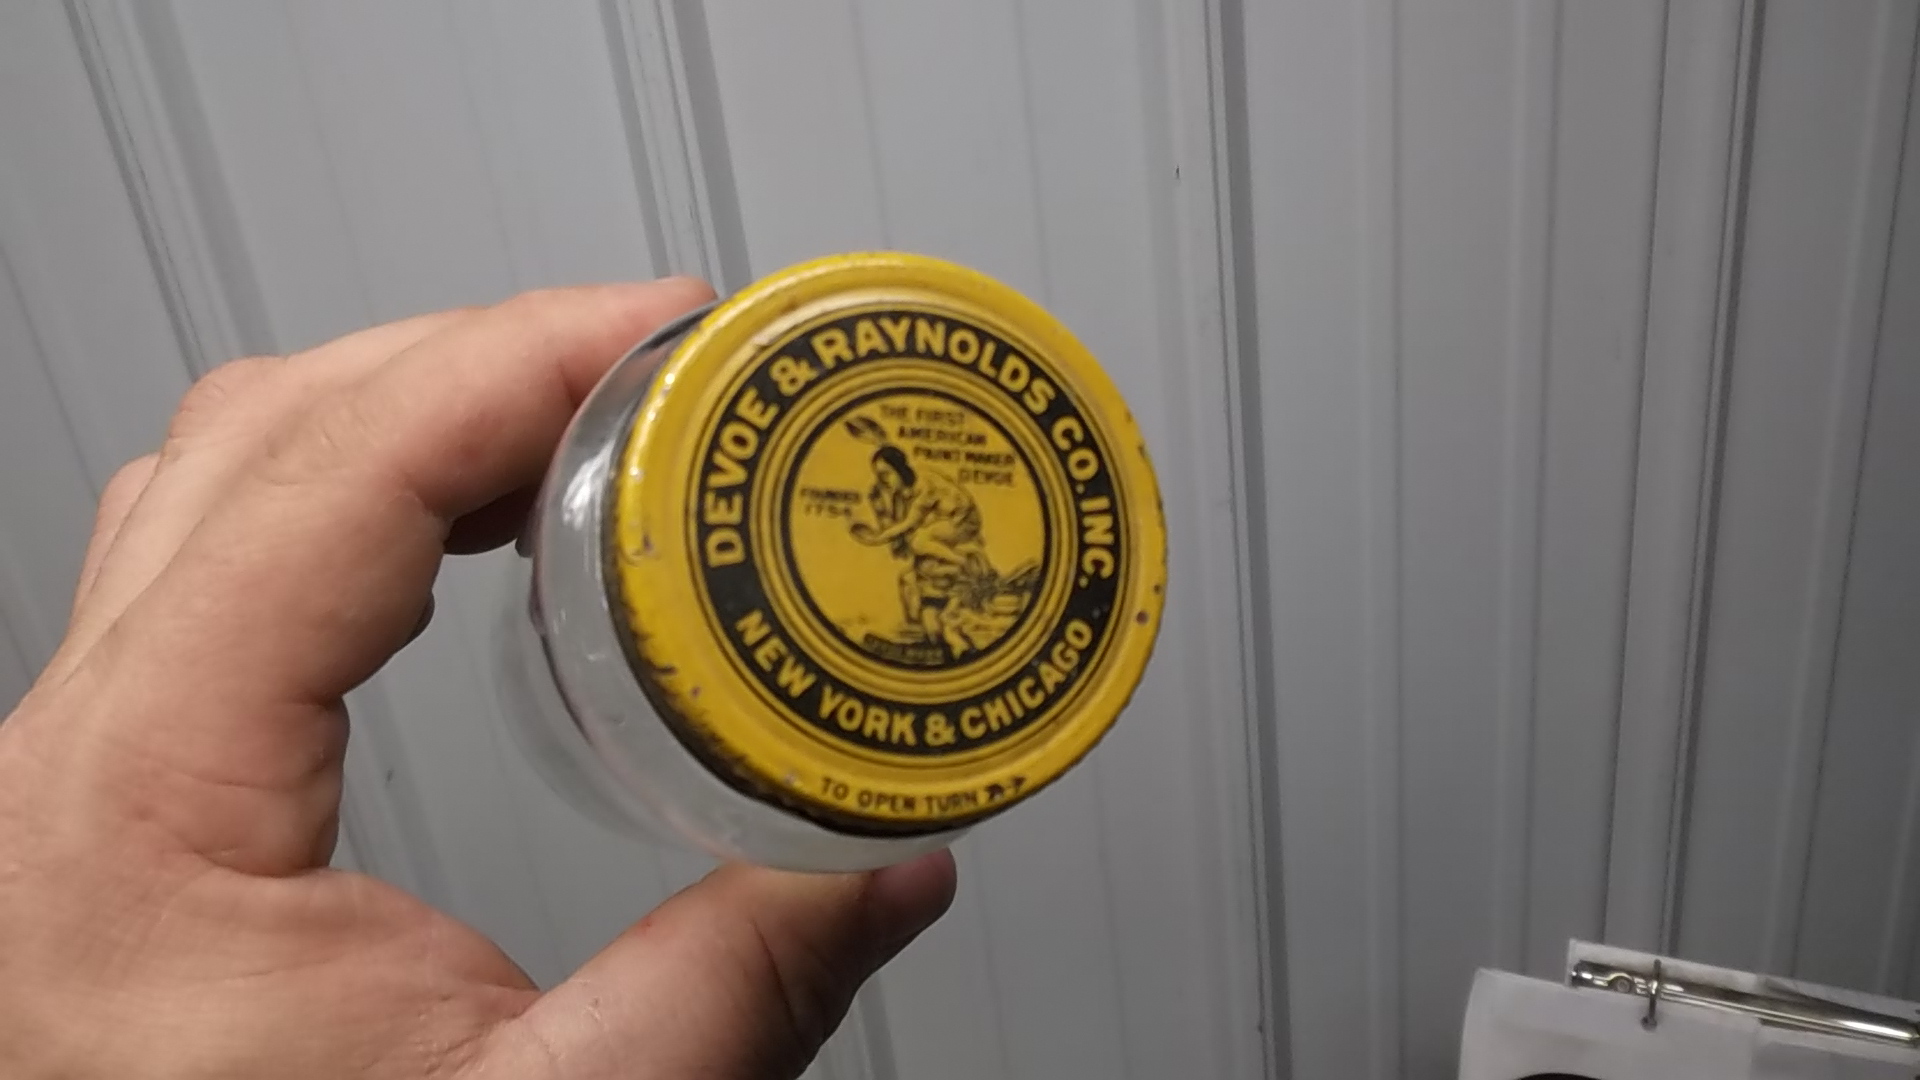 DEVOE & RAYNOLDS CO. INC.
NEW YORK & CHICAGO
THE FIRST
AMERICAN
PAINT MAKER
DEVOE
FOUNDED
1754
TO OPEN TURN